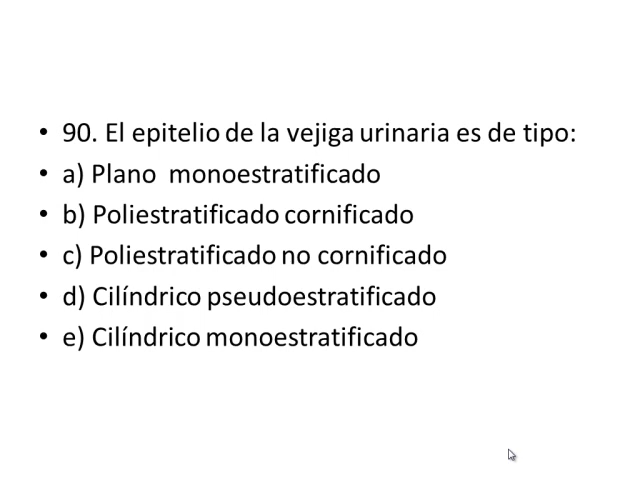 • 90. El epitelio de la vejiga urinaria es de tipo:
• a) Plano  monoestratificado
• b) Poliestratificado cornificado
• c) Poliestratificado no cornificado
• d) Cilíndrico pseudoestratificado
• e) Cilíndrico monoestratificado